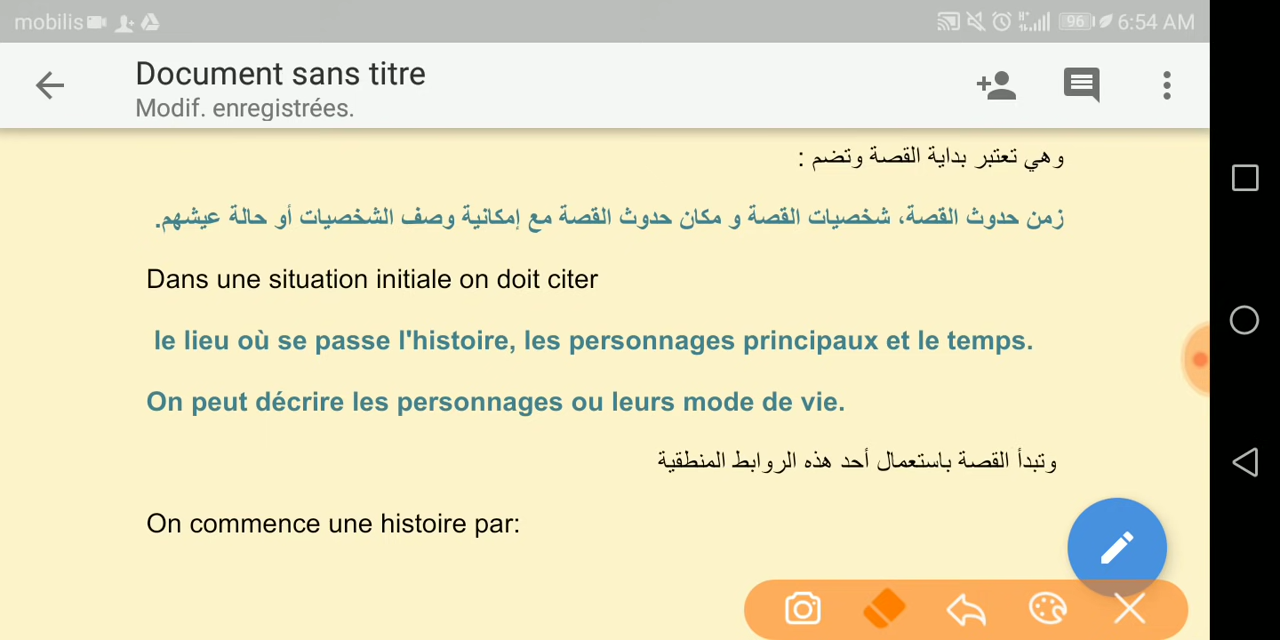 mobilis
96
6:54 AM
Document sans titre
Modif. enregistrées.
وهي تعتبر بداية القصة وتضم :
زمن حدوث القصة، شخصيات القصة و مكان حدوث القصة مع إمكانية وصف الشخصيات أو حالة عيشهم.
Dans une situation initiale on doit citer
le lieu où se passe l'histoire, les personnages principaux et le temps.
On peut décrire les personnages ou leurs mode de vie.
وتبدأ القصة باستعمال أحد هذه الروابط المنطقية
On commence une histoire par: